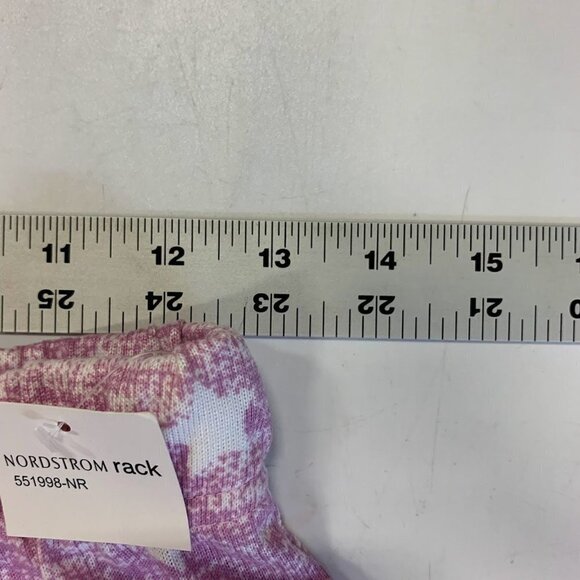 11 12 13 14 15
25 24 23 22 21
NORDSTROM rack
551998-NR